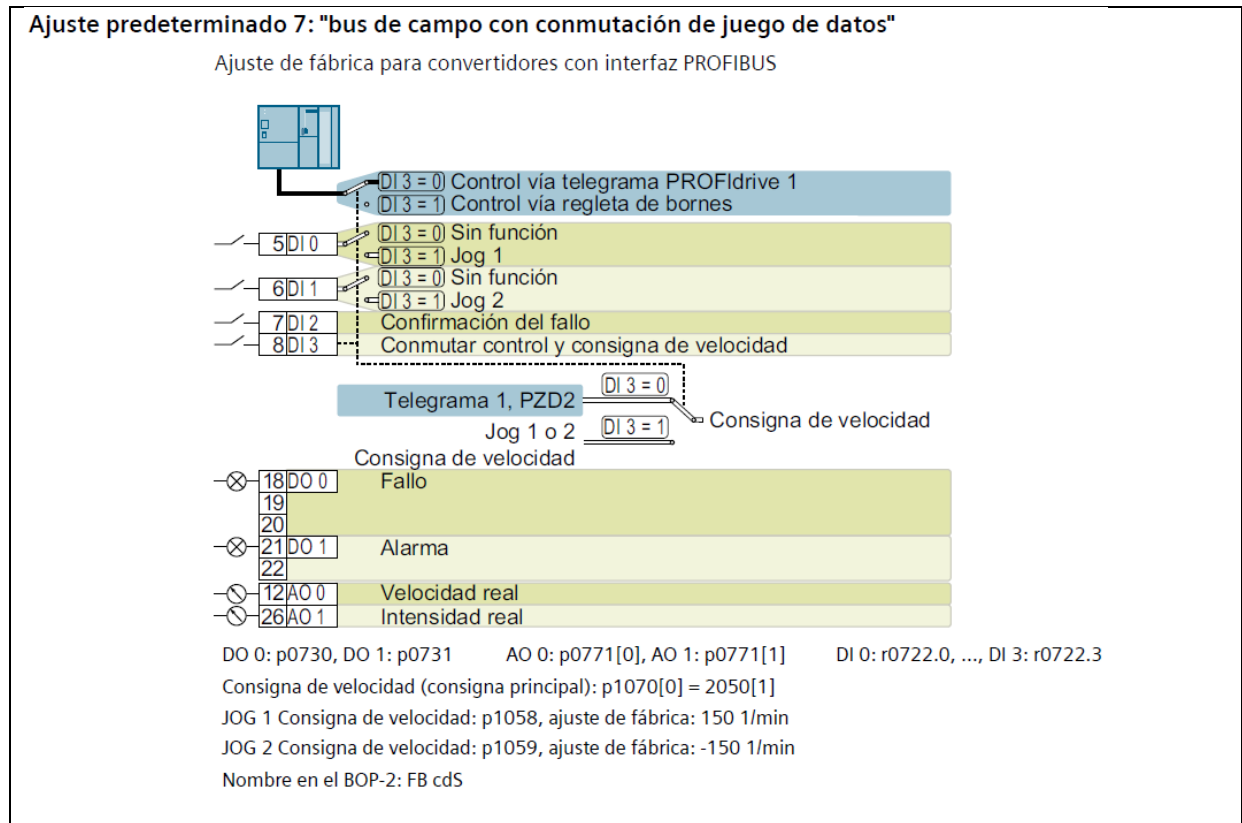 Ajuste predeterminado 7: "bus de campo con conmutación de juego de datos"
Ajuste de fábrica para convertidores con interfaz PROFIBUS
DI 3 = 0 Control vía telegrama PROFIdrive 1
DI 3 = 1 Control vía regleta de bornes
5 DI 0 DI 3 = 0 Sin función
DI 3 = 1 Jog 1
6 DI 1 DI 3 = 0 Sin función
DI 3 = 1 Jog 2
7 DI 2 Confirmación del fallo
8 DI 3 Conmutar control y consigna de velocidad
Telegrama 1, PZD2 DI 3 = 0
Consigna de velocidad
Jog 1 o 2 DI 3 = 1
Consigna de velocidad
18 DO 0 Fallo
19
20
21 DO 1 Alarma
22
12 AO 0 Velocidad real
26 AO 1 Intensidad real
DO 0: p0730, DO 1: p0731 AO 0: p0771[0], AO 1: p0771[1] DI 0: r0722.0, ..., DI 3: r0722.3
Consigna de velocidad (consigna principal): p1070[0] = 2050[1]
JOG 1 Consigna de velocidad: p1058, ajuste de fábrica: 150 1/min
JOG 2 Consigna de velocidad: p1059, ajuste de fábrica: -150 1/min
Nombre en el BOP-2: FB cdS